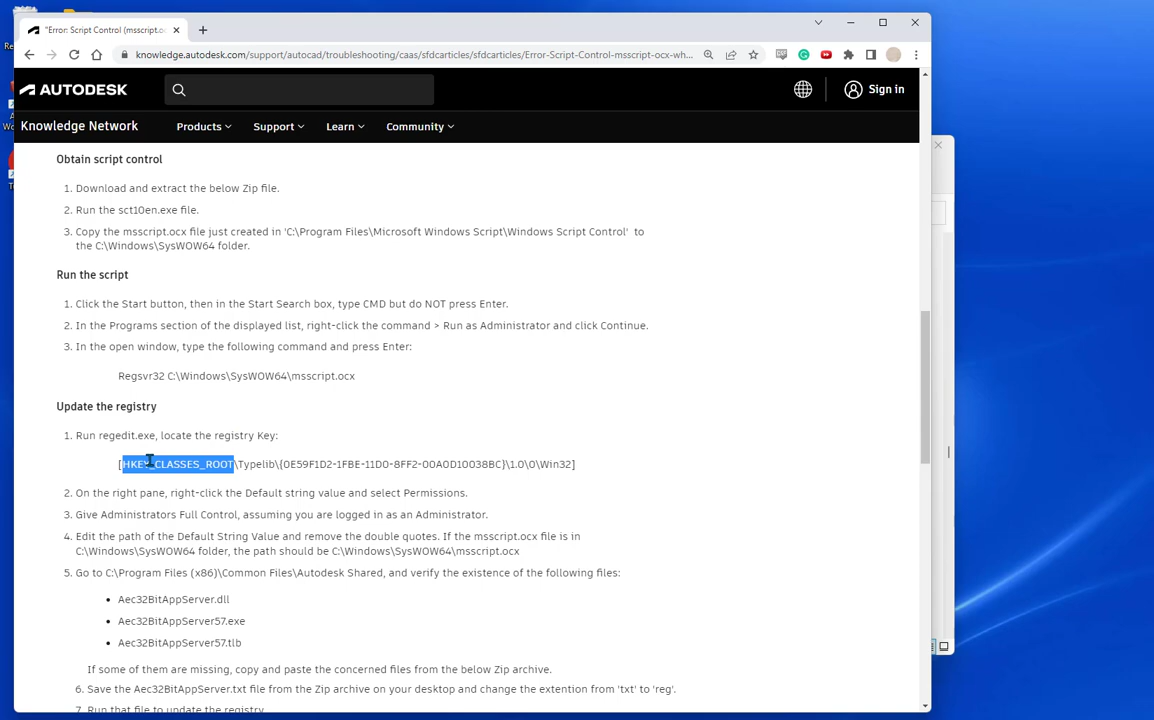 "Error: Script Control (msscript.oc
knowledge.autodesk.com/support/autocad/troubleshooting/caas/sfdcarticles/sfdcarticles/Error-Script-Control-msscript-ocx-wh...
AUTODESK
Sign in
Knowledge Network
Products
Support
Learn
Community
Obtain script control
1. Download and extract the below Zip file.
2. Run the sct10en.exe file.
3. Copy the msscript.ocx file just created in 'C:\Program Files\Microsoft Windows Script\Windows Script Control' to
the C:\Windows\SysWOW64 folder.
Run the script
1. Click the Start button, then in the Start Search box, type CMD but do NOT press Enter.
2. In the Programs section of the displayed list, right-click the command > Run as Administrator and click Continue.
3. In the open window, type the following command and press Enter:
Regsvr32 C:\Windows\SysWOW64\msscript.ocx
Update the registry
1. Run regedit.exe, locate the registry Key:
[HKEY_CLASSES_ROOT\Typelib\{0E59F1D2-1FBE-11D0-8FF2-00A0D10038BC}\1.0\0\Win32]
2. On the right pane, right-click the Default string value and select Permissions.
3. Give Administrators Full Control, assuming you are logged in as an Administrator.
4. Edit the path of the Default String Value and remove the double quotes. If the msscript.ocx file is in
C:\Windows\SysWOW64 folder, the path should be C:\Windows\SysWOW64\msscript.ocx
5. Go to C:\Program Files (x86)\Common Files\Autodesk Shared, and verify the existence of the following files:
• Aec32BitAppServer.dll
• Aec32BitAppServer57.exe
• Aec32BitAppServer57.tlb
If some of them are missing, copy and paste the concerned files from the below Zip archive.
6. Save the Aec32BitAppServer.txt file from the Zip archive on your desktop and change the extention from 'txt' to 'reg'.
7. Run that file to update the registry.